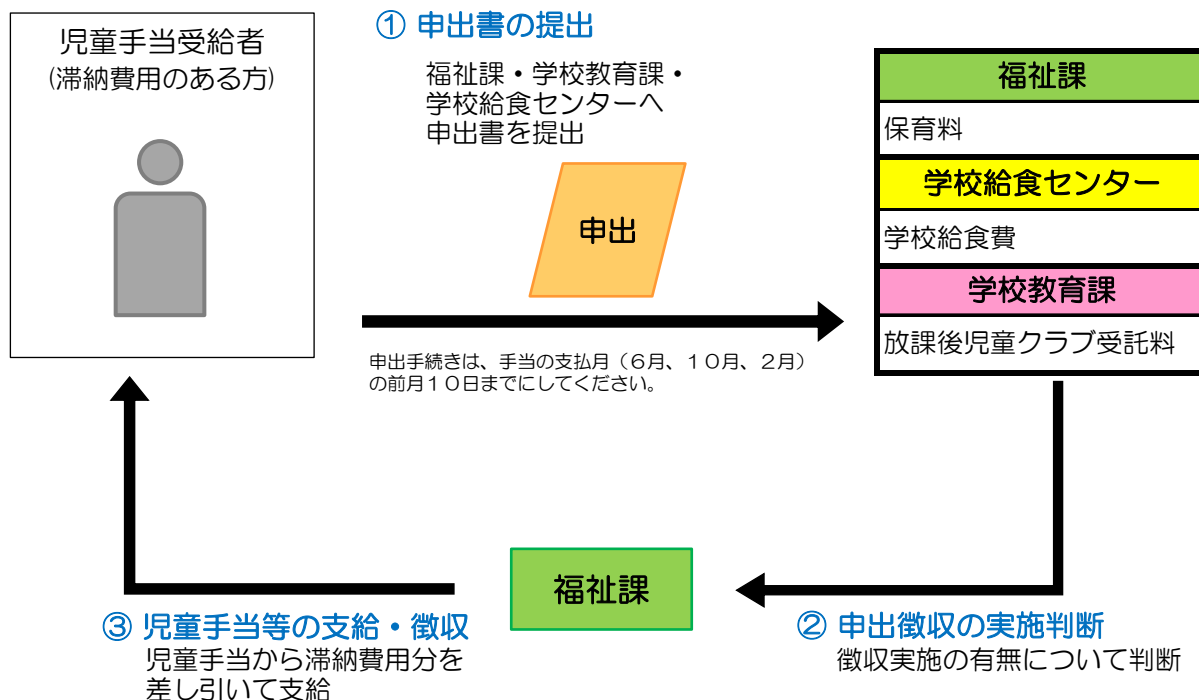 児童手当受給者
(滞納費用のある方)
① 申出書の提出
福祉課・学校教育課・
学校給食センターへ
申出書を提出
申出
申出手続きは、手当の支払月（６月、１０月、２月）
の前月１０日までにしてください。
福祉課
保育料
学校給食センター
学校給食費
学校教育課
放課後児童クラブ受託料
② 申出徴収の実施判断
徴収実施の有無について判断
福祉課
③ 児童手当等の支給・徴収
児童手当から滞納費用分を
差し引いて支給